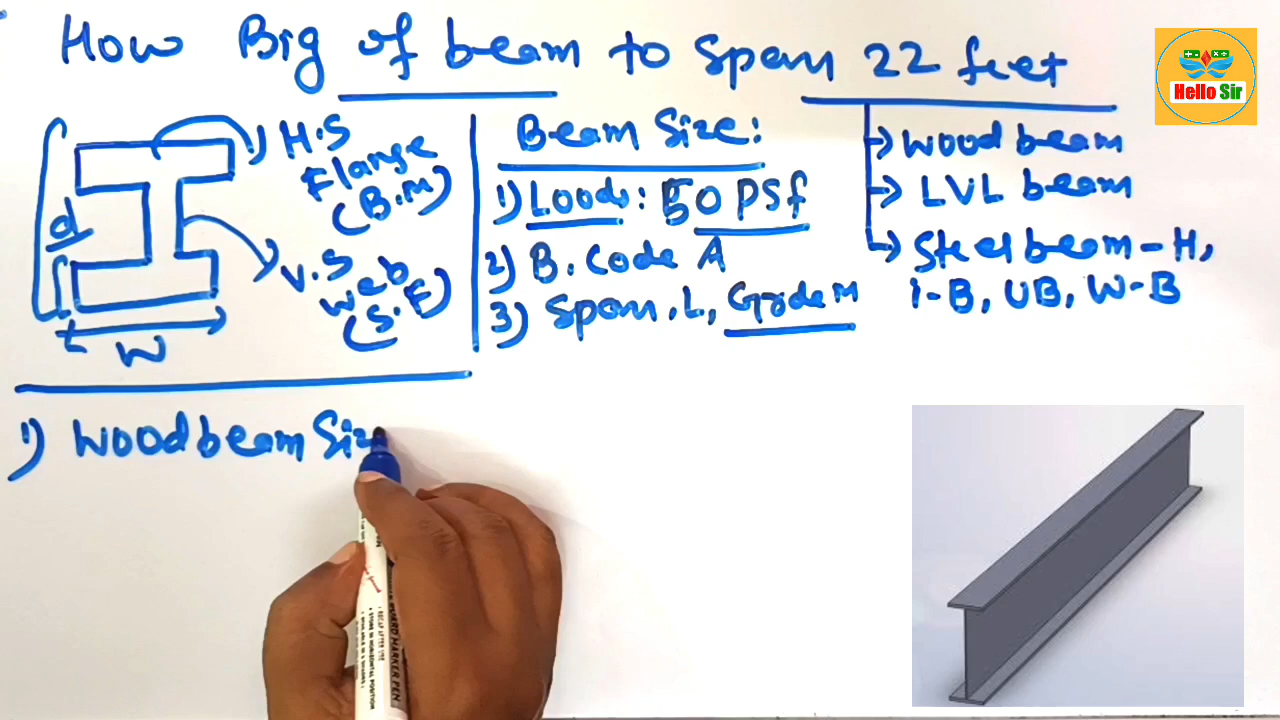 How Big of beam to Span 22 feet
Hello Sir
H.S
Flange
(B.M)
d
V.S
Web
(S.F)
t
W
Beam Size:
1) Loads: 50 PSf
2) B. Code A
3) Span, L, Grade M
→ Wood beam
→ LVL beam
→ Steel beam - H,
I-B, UB, W-B
1) Wood beam Siz